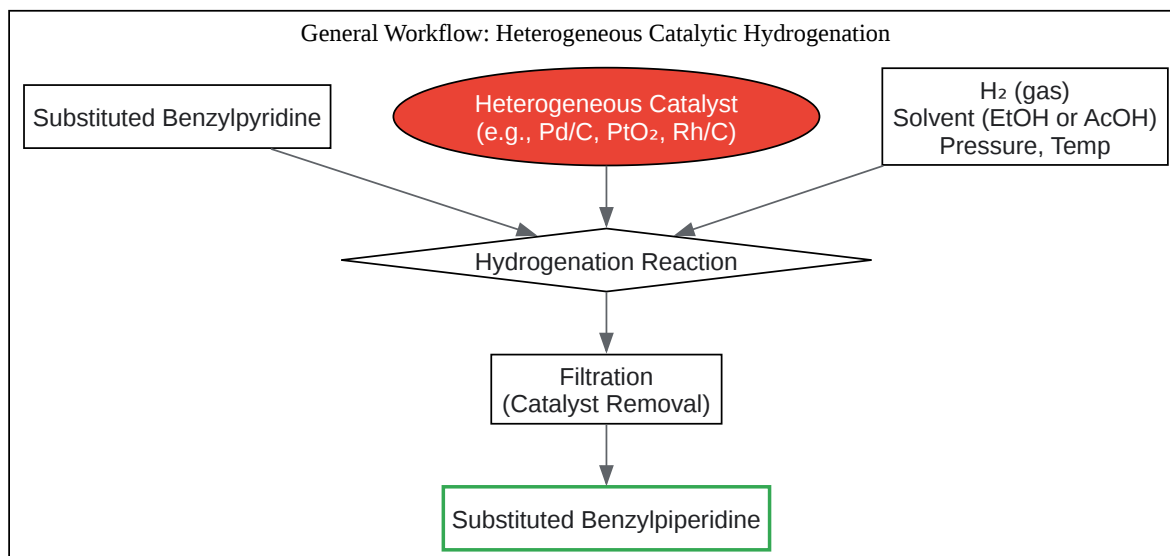 General Workflow: Heterogeneous Catalytic Hydrogenation
Substituted Benzylpyridine
Heterogeneous Catalyst
(e.g., Pd/C, PtO₂, Rh/C)
H₂ (gas)
Solvent (EtOH or AcOH)
Pressure, Temp
Hydrogenation Reaction
Filtration
(Catalyst Removal)
Substituted Benzylpiperidine